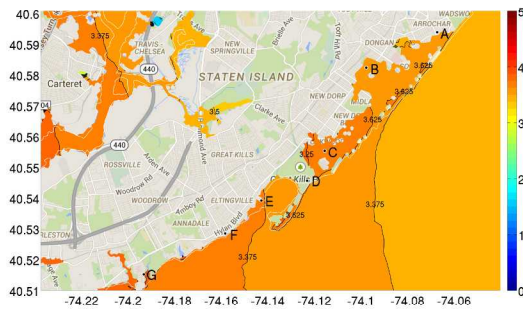 40.6
40.59
40.58
40.57
40.56
40.55
40.54
40.53
40.52
40.51
-74.22 -74.2 -74.18 -74.16 -74.14 -74.12 -74.1 -74.08 -74.06
5
4
3
2
1
0
WADSWO
ARROCHAR
A
3.375
TRAVIS-
CHELSEA
NEW
SPRINGVILLE
DONGAN
B
440
STATEN ISLAND
Carteret
3.625
3.625
3.625
Clarke Ave
NEW DORP
MIDLA
3.5
440
GREAT KILLS
3.25
C
ROSSVILLE
Arden Ave
D
Woodrow Rd
WOODROW
Amboy Rd
ELTINGVILLE
E
3.625
3.375
Hylan Blvd
ANNADALE
F
3.375
G